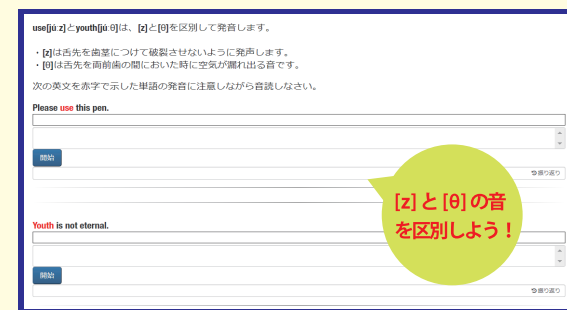 use[júːz]とyouth[júːθ]は、[z]と[θ]を区別して発音します。
・[z]は舌先を歯茎につけて破裂させないように発声します。
・[θ]は舌先を両前歯の間においた時に空気が漏れ出る音です。
次の英文を赤字で示した単語の発音に注意しながら音読しなさい。
Please use this pen.
開始
振り返り
[z]と[θ]の音
を区別しよう!
Youth is not eternal.
開始
振り返り